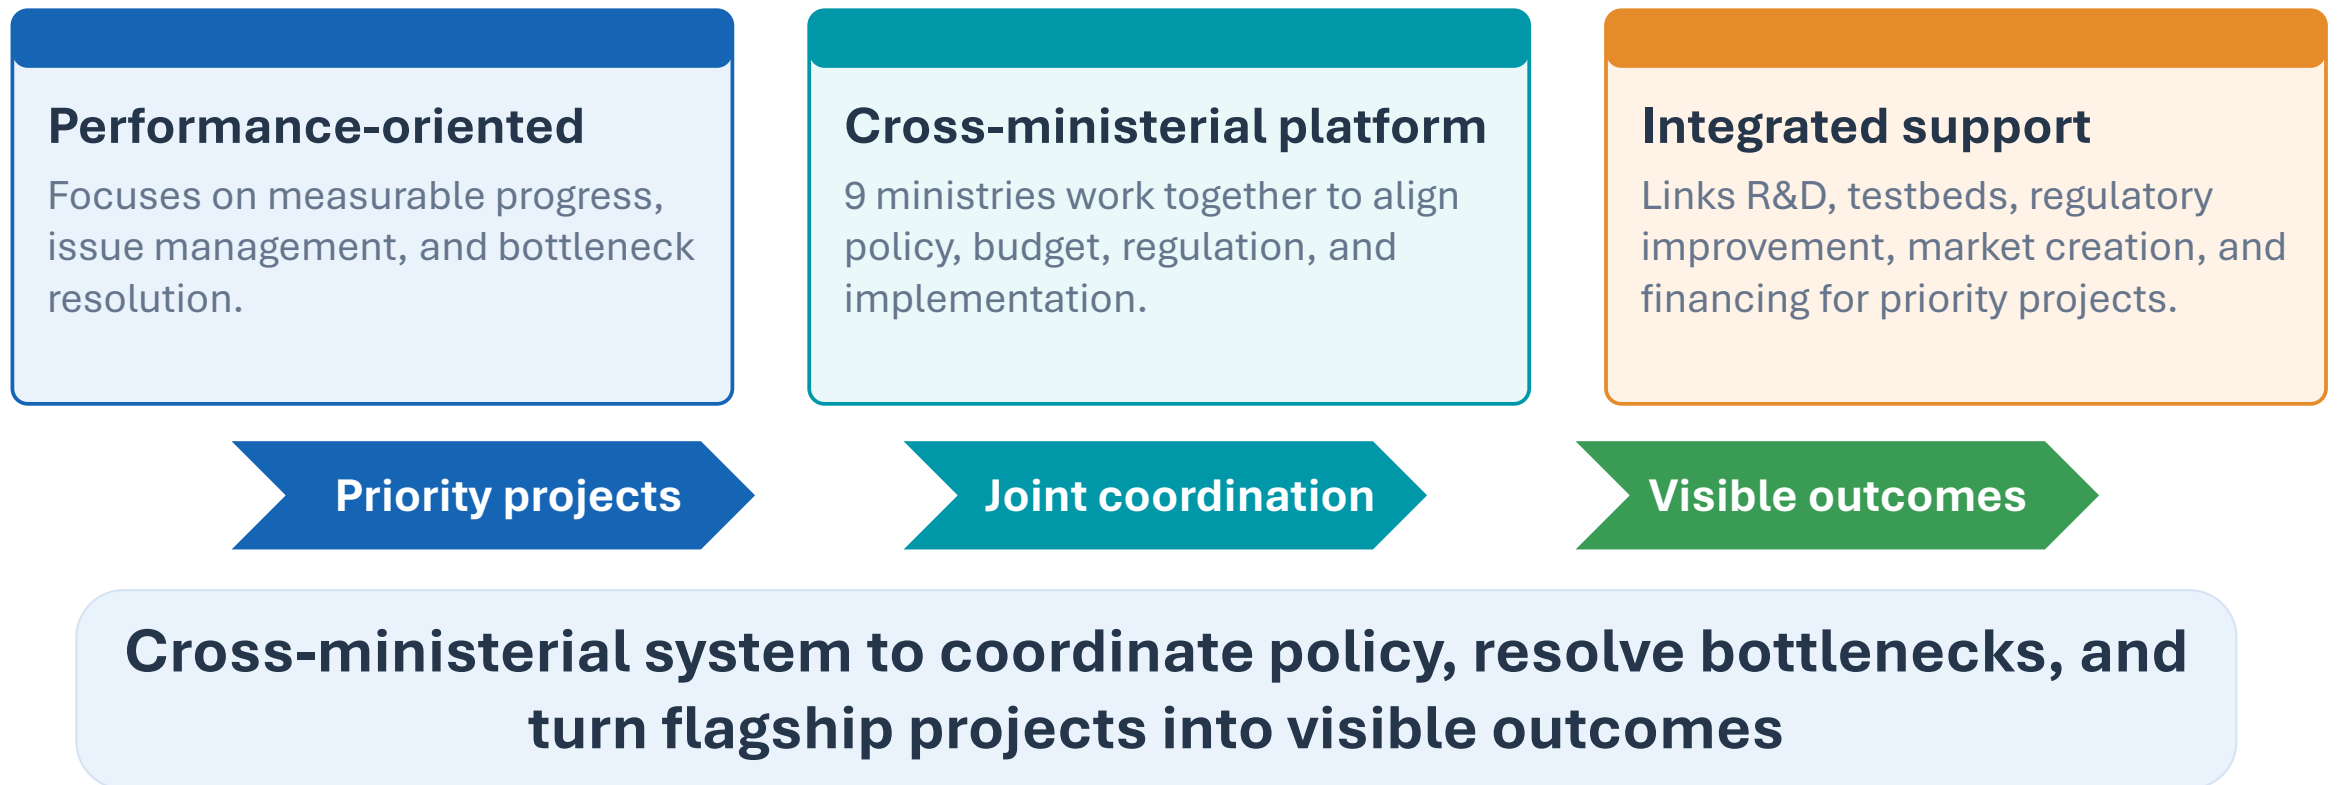 Performance-oriented
Focuses on measurable progress,
issue management, and bottleneck
resolution.
Cross-ministerial platform
9 ministries work together to align
policy, budget, regulation, and
implementation.
Integrated support
Links R&D, testbeds, regulatory
improvement, market creation, and
financing for priority projects.
Priority projects
Joint coordination
Visible outcomes
Cross-ministerial system to coordinate policy, resolve bottlenecks, and
turn flagship projects into visible outcomes